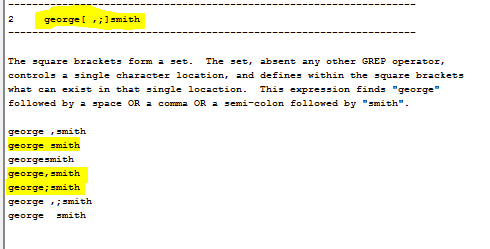 ---------------------------------------------------------------
2    george[ ,;]smith
---------------------------------------------------------------
The square brackets form a set.  The set, absent any other GREP operator,
controls a single character location, and defines within the square brackets
what can exist in that single locaction.  This expression finds "george"
followed by a space OR a comma OR a semi-colon followed by "smith".
george ,smith
george smith
georgesmith
george,smith
george;smith
george ,;smith
george  smith